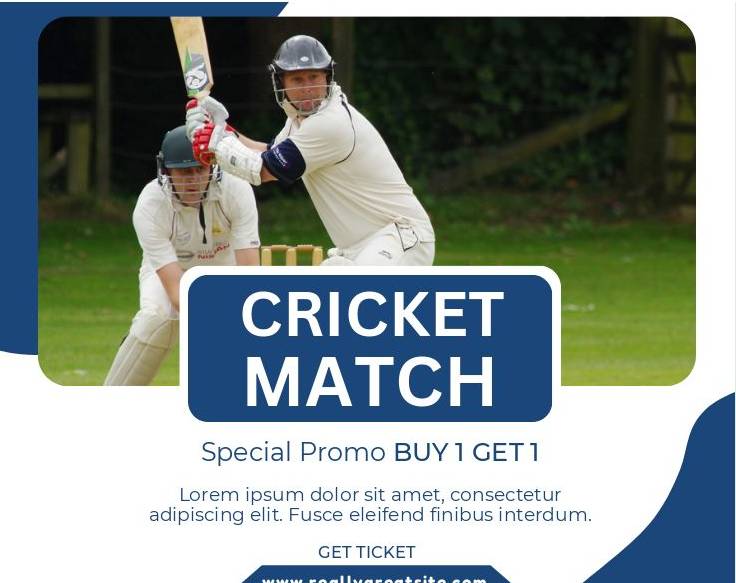 CRICKET
MATCH
Special Promo BUY 1 GET 1
Lorem ipsum dolor sit amet, consectetur
adipiscing elit. Fusce eleifend finibus interdum.
GET TICKET
www.reallygreatsite.com